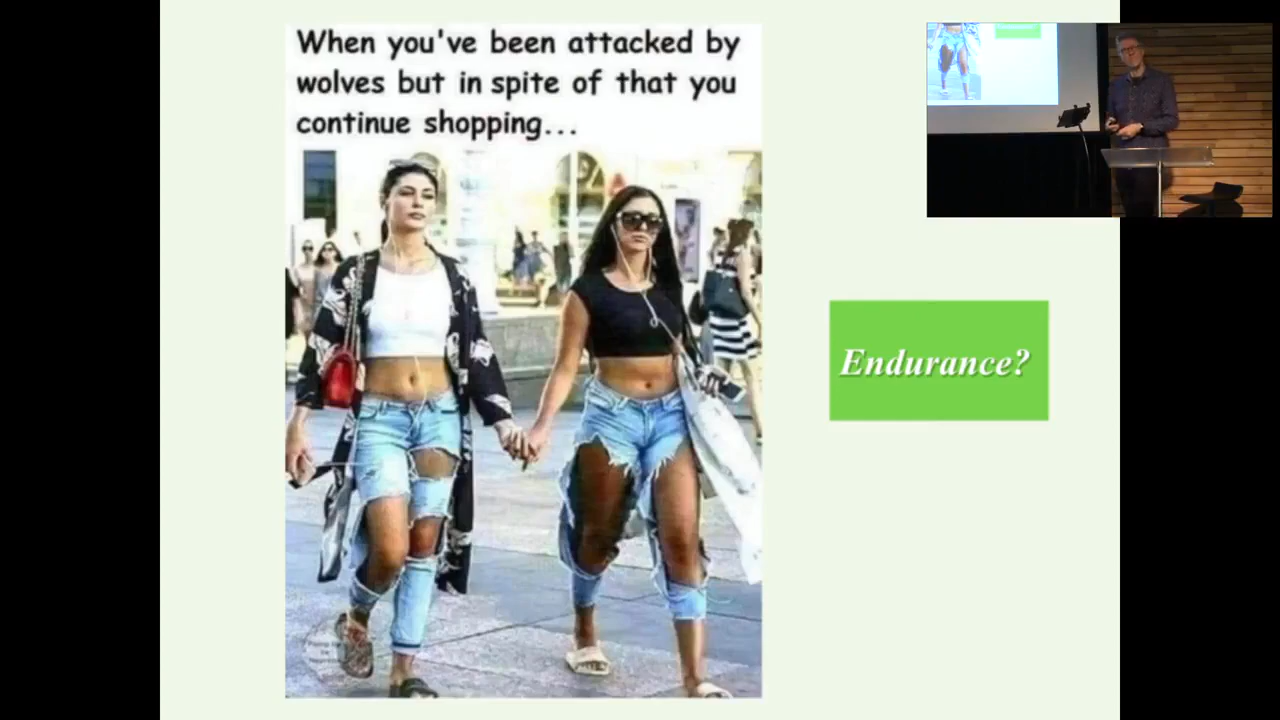 When you've been attacked by
wolves but in spite of that you
continue shopping...
Endurance?